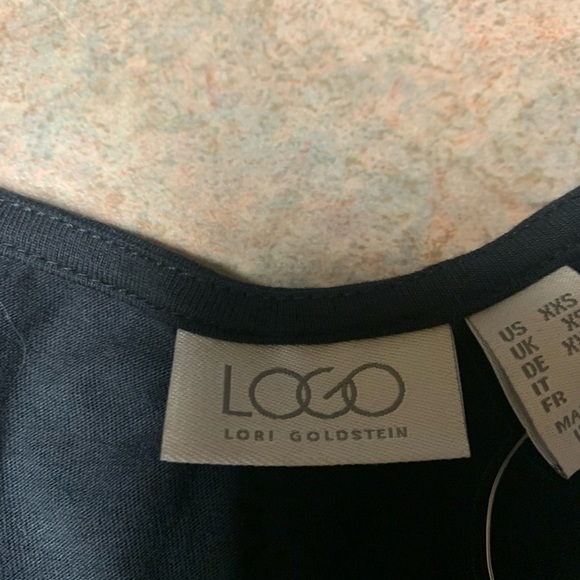 LOGO
LORI GOLDSTEIN
US XXS
UK
DE
IT
FR